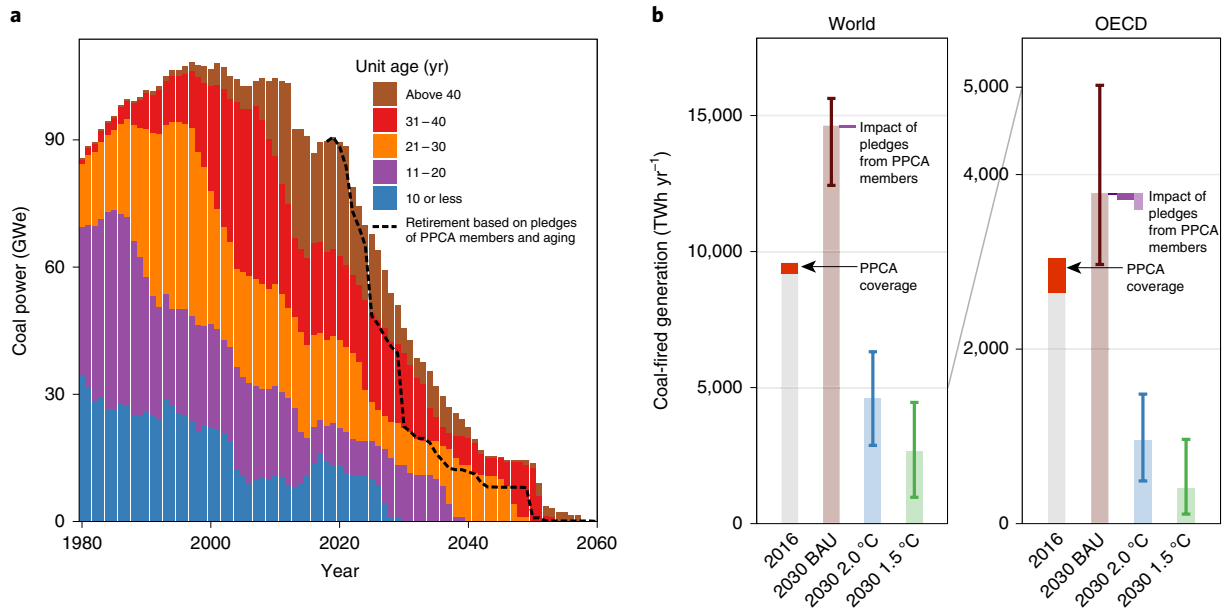 a
Coal power (GWe)
90
60
30
0
1980
2000
2020
2040
2060
Year
Unit age (yr)
Above 40
31–40
21–30
11–20
10 or less
Retirement based on pledges
of PPCA members and aging
b
World
Coal-fired generation (TWh yr⁻¹)
15,000
10,000
5,000
0
Impact of
pledges
from PPCA
members
PPCA
coverage
2016
2030 BAU
2030 2.0 °C
2030 1.5 °C
OECD
5,000
4,000
2,000
0
Impact of
pledges
from PPCA
members
PPCA
coverage
2016
2030 BAU
2030 2.0 °C
2030 1.5 °C